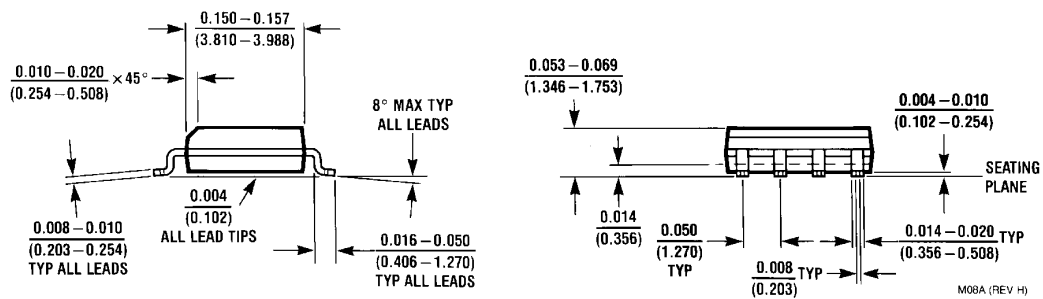 0.150 – 0.157
(3.810 – 3.988)
0.010 – 0.020
(0.254 – 0.508)
× 45°
8° MAX TYP
ALL LEADS
0.004
(0.102)
ALL LEAD TIPS
0.008 – 0.010
(0.203 – 0.254)
TYP ALL LEADS
0.016 – 0.050
(0.406 – 1.270)
TYP ALL LEADS
0.053 – 0.069
(1.346 – 1.753)
0.004 – 0.010
(0.102 – 0.254)
SEATING
PLANE
0.014
(0.356)
0.050
(1.270)
TYP
0.014 – 0.020
(0.356 – 0.508)
TYP
0.008
(0.203)
TYP
M08A (REV H)